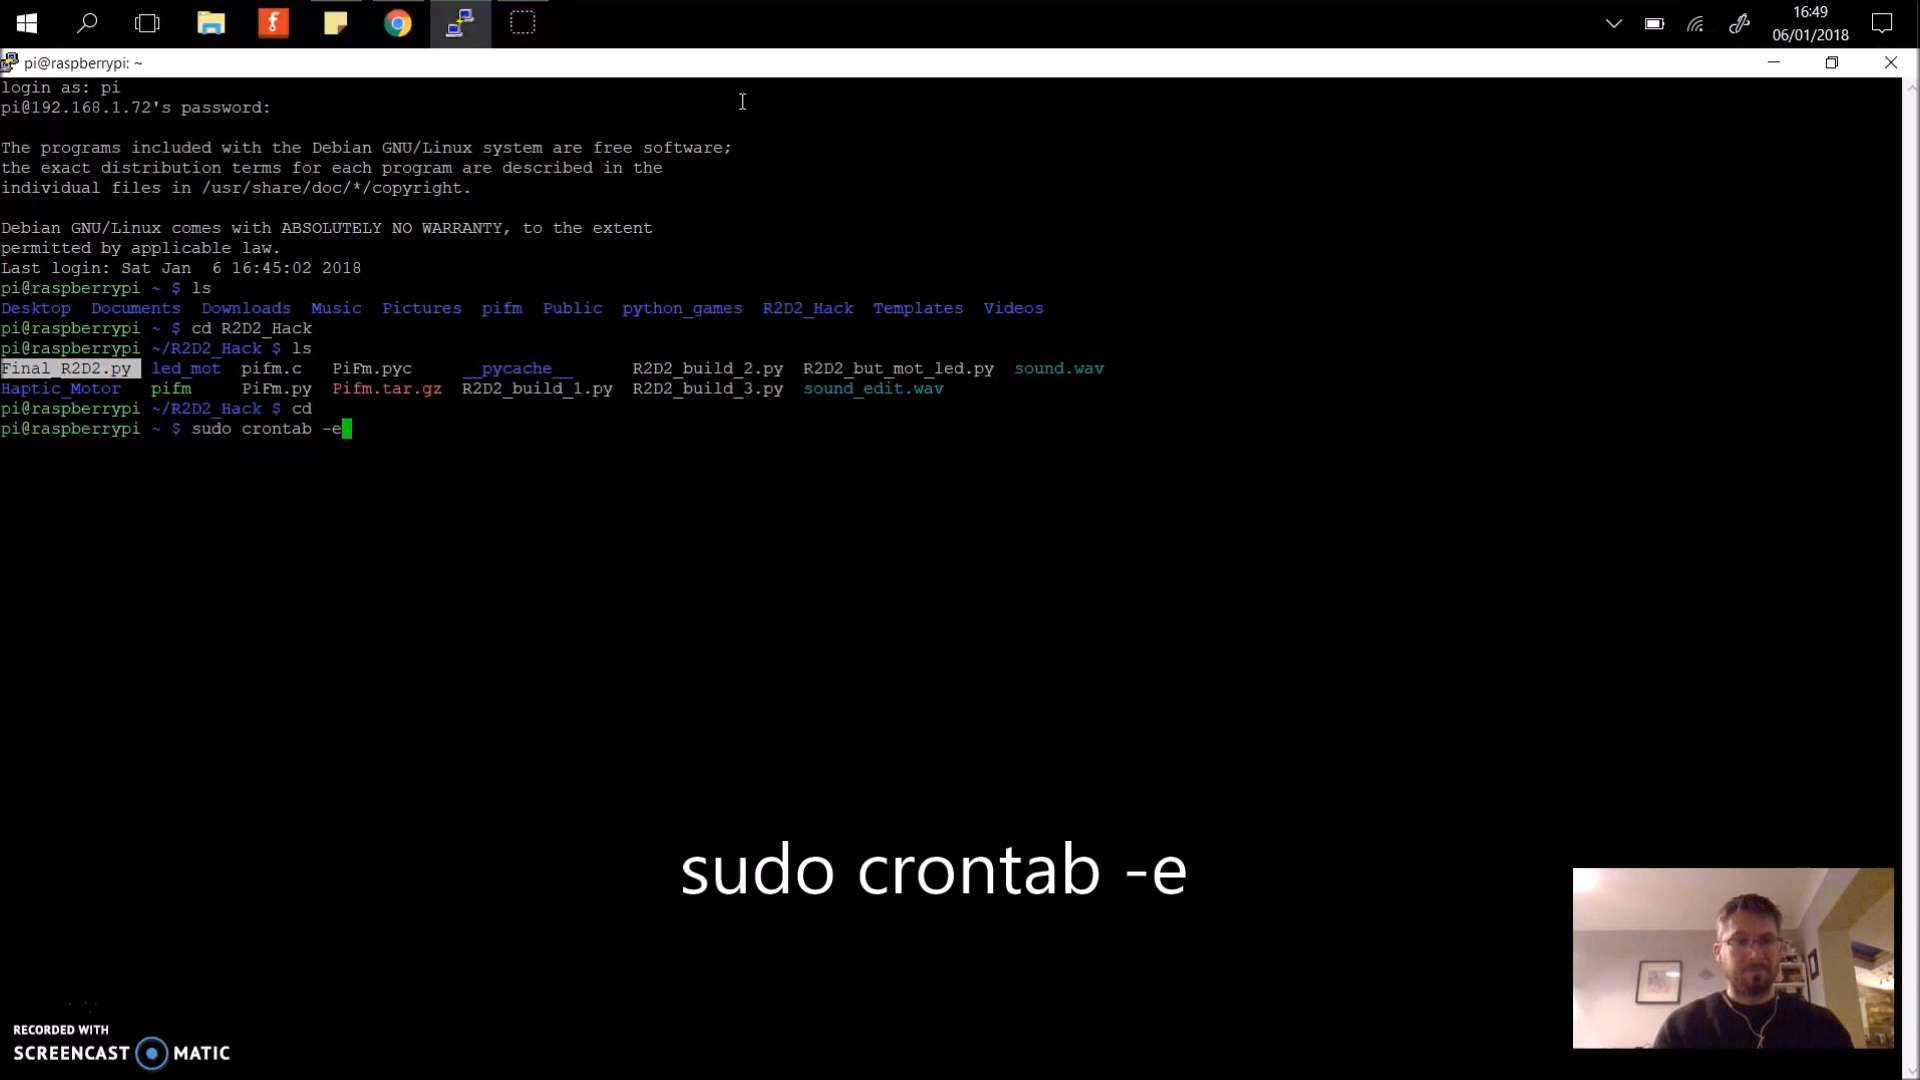 16:49
06/01/2018
pi@raspberrypi: ~
login as: pi
pi@192.168.1.72's password:
The programs included with the Debian GNU/Linux system are free software;
the exact distribution terms for each program are described in the
individual files in /usr/share/doc/*/copyright.
Debian GNU/Linux comes with ABSOLUTELY NO WARRANTY, to the extent
permitted by applicable law.
Last login: Sat Jan  6 16:45:02 2018
pi@raspberrypi ~ $ ls
Desktop  Documents  Downloads  Music  Pictures  pifm  Public  python_games  R2D2_Hack  Templates  Videos
pi@raspberrypi ~ $ cd R2D2_Hack
pi@raspberrypi ~/R2D2_Hack $ ls
Final_R2D2.py  led_mot  pifm.c  PiFm.pyc  __pycache__  R2D2_build_2.py  R2D2_but_mot_led.py  sound.wav
Haptic_Motor  pifm  PiFm.py  Pifm.tar.gz  R2D2_build_1.py  R2D2_build_3.py  sound_edit.wav
pi@raspberrypi ~/R2D2_Hack $ cd
pi@raspberrypi ~ $ sudo crontab -e
sudo crontab -e
RECORDED WITH
SCREENCAST MATIC